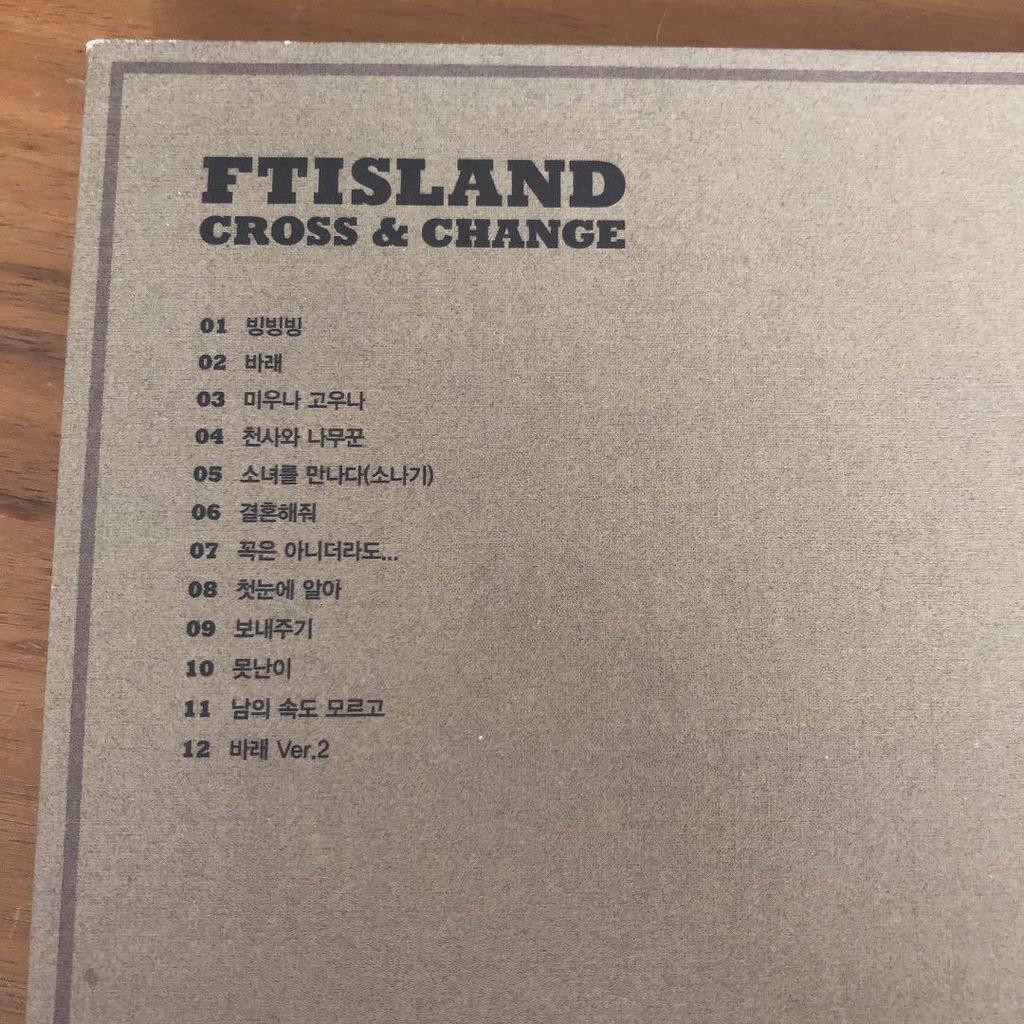 FTISLAND
CROSS & CHANGE
01 빙빙빙
02 바래
03 미우나 고우나
04 천사와 나무꾼
05 소녀를 만나다(소나기)
06 결혼해줘
07 꼭은 아니더라도...
08 첫눈에 알아
09 보내주기
10 못난이
11 남의 속도 모르고
12 바래 Ver.2